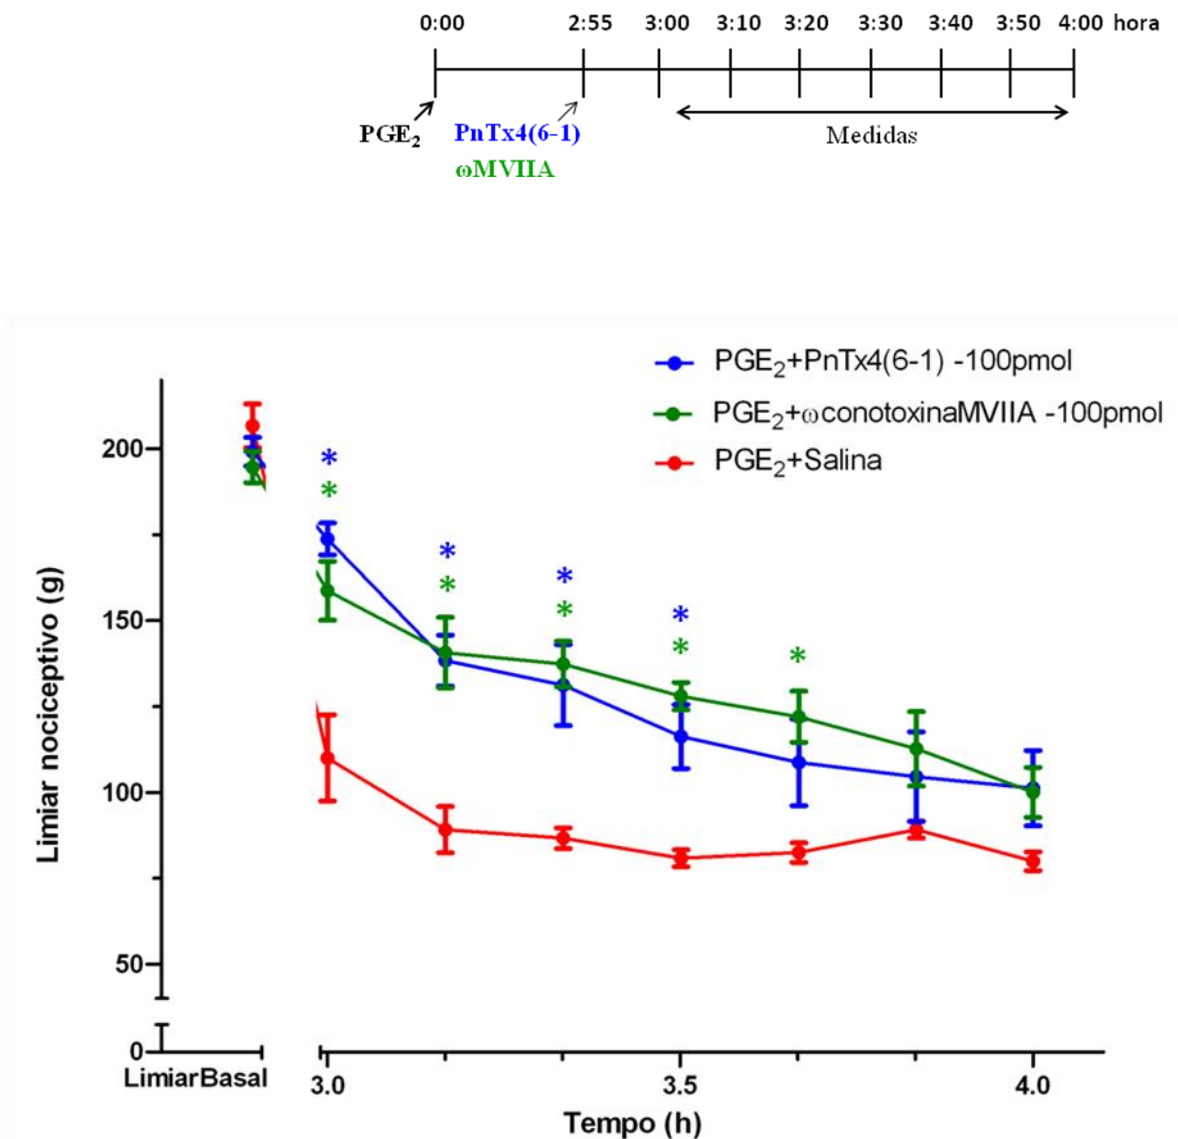 0:00 2:55 3:00 3:10 3:20 3:30 3:40 3:50 4:00 hora
PGE2 PnTx4(6-1) Medidas
ωMVIIA
PGE2+PnTx4(6-1) -100pmol
PGE2+ωconotoxinaMVIIA -100pmol
PGE2+Salina
Limiar nociceptivo (g)
200
* * * * * * * * *
150
100
50
0
LimiarBasal 3.0 3.5 4.0
Tempo (h)